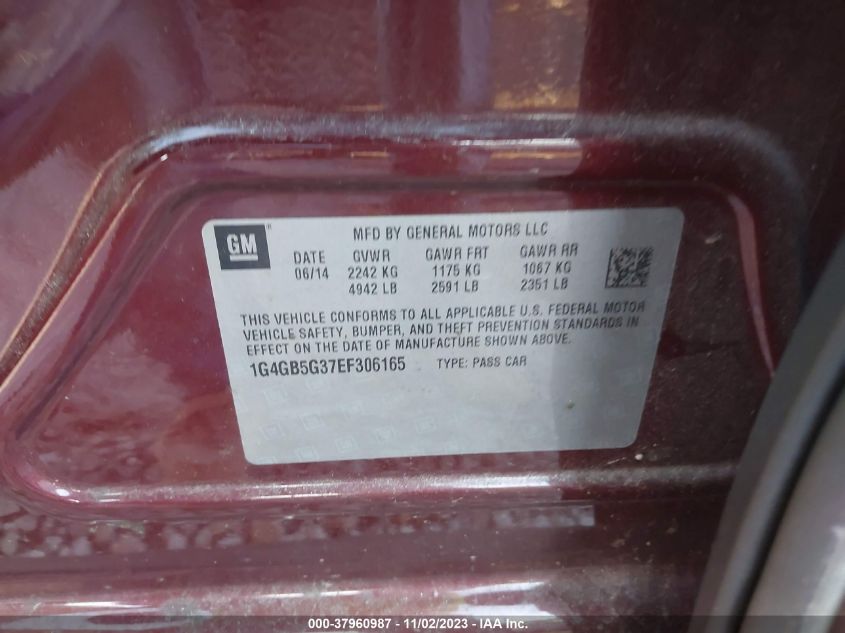 GM
MFD BY GENERAL MOTORS LLC
DATE GVWR GAWR FRT GAWR RR
06/14 2242 KG 1175 KG 1067 KG
4942 LB 2591 LB 2351 LB
THIS VEHICLE CONFORMS TO ALL APPLICABLE U.S. FEDERAL MOTOR
VEHICLE SAFETY, BUMPER, AND THEFT PREVENTION STANDARDS IN
EFFECT ON THE DATE OF MANUFACTURE SHOWN ABOVE.
1G4GB5G37EF306165 TYPE: PASS CAR
000-37960987 - 11/02/2023 - IAA Inc.